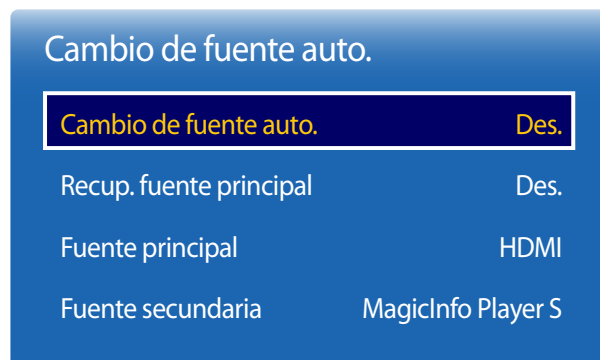 Cambio de fuente auto.
Cambio de fuente auto. Des.
Recup. fuente principal Des.
Fuente principal HDMI
Fuente secundaria MagicInfo Player S